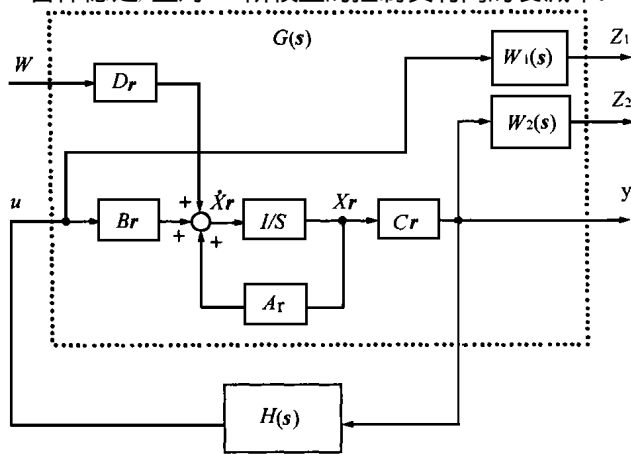 G(s)
Z1
W
Dr
W1(s)
Z2
W2(s)
u
+
Ẋr
Xr
y
Br
+
+
I/S
Cr
Ar
H(s)